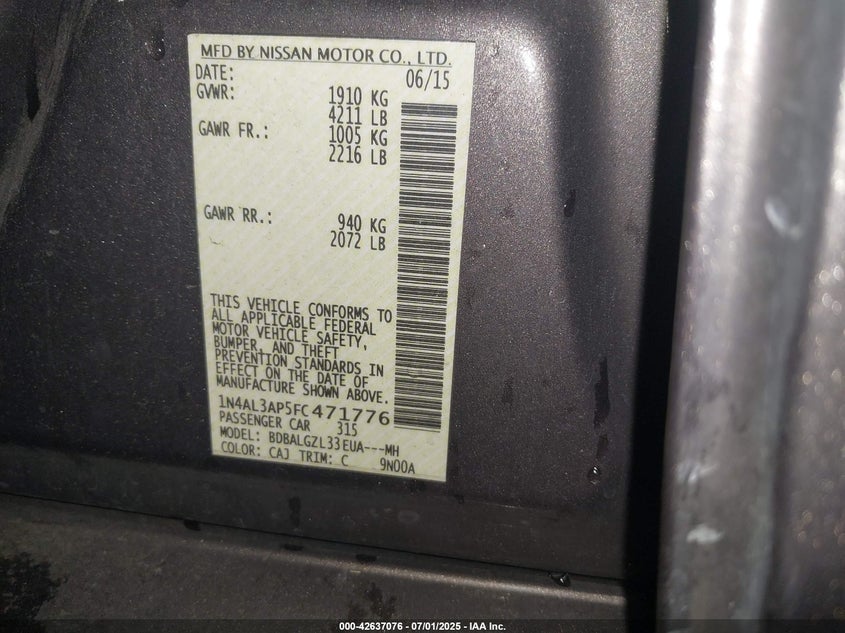 MFD BY NISSAN MOTOR CO., LTD.
DATE: 06/15
GVWR: 1910 KG
4211 LB
GAWR FR.: 1005 KG
2216 LB
GAWR RR.: 940 KG
2072 LB
THIS VEHICLE CONFORMS TO
ALL APPLICABLE FEDERAL
MOTOR VEHICLE SAFETY,
BUMPER, AND THEFT
PREVENTION STANDARDS IN
EFFECT ON THE DATE OF
MANUFACTURE SHOWN ABOVE.
1N4AL3AP5FC471776
PASSENGER CAR 315
MODEL: BDBALGZL33EUA---MH
COLOR: CAJ TRIM: C 9N00A
000-42637076 - 07/01/2025 - IAA Inc.